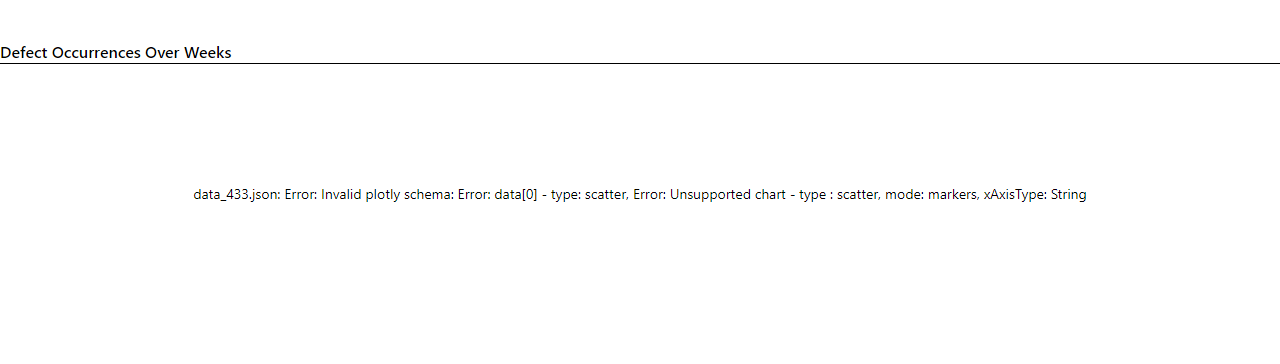 Defect Occurrences Over Weeks
data_433.json: Error: Invalid plotly schema: Error: data[0] - type: scatter, Error: Unsupported chart - type : scatter, mode: markers, xAxisType: String